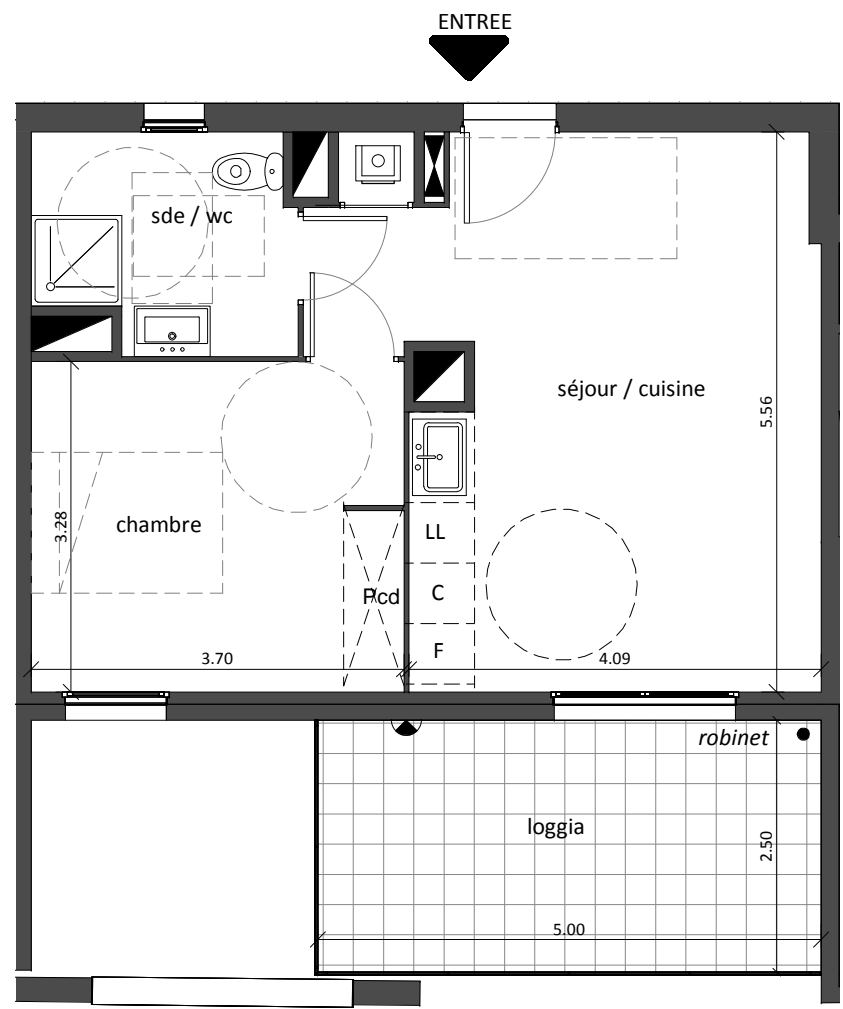 ENTREE
sde / wc
séjour / cuisine
5.56
chambre
3.28
LL
C
Pcd
F
3.70
4.09
robinet
loggia
2.50
5.00